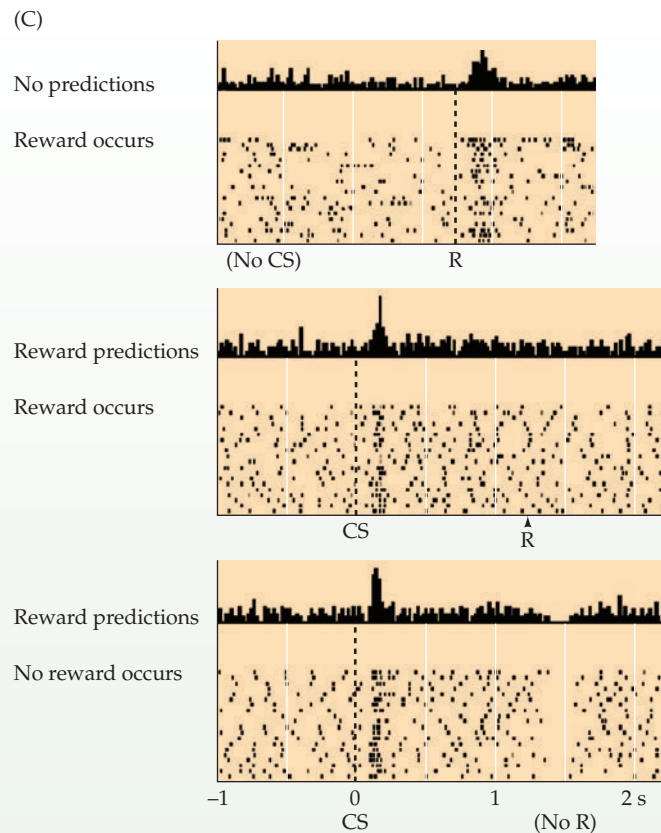 (C)
No predictions
Reward occurs
(No CS) R
Reward predictions
Reward occurs
CS R
Reward predictions
No reward occurs
–1 0 1 2 s
CS (No R)